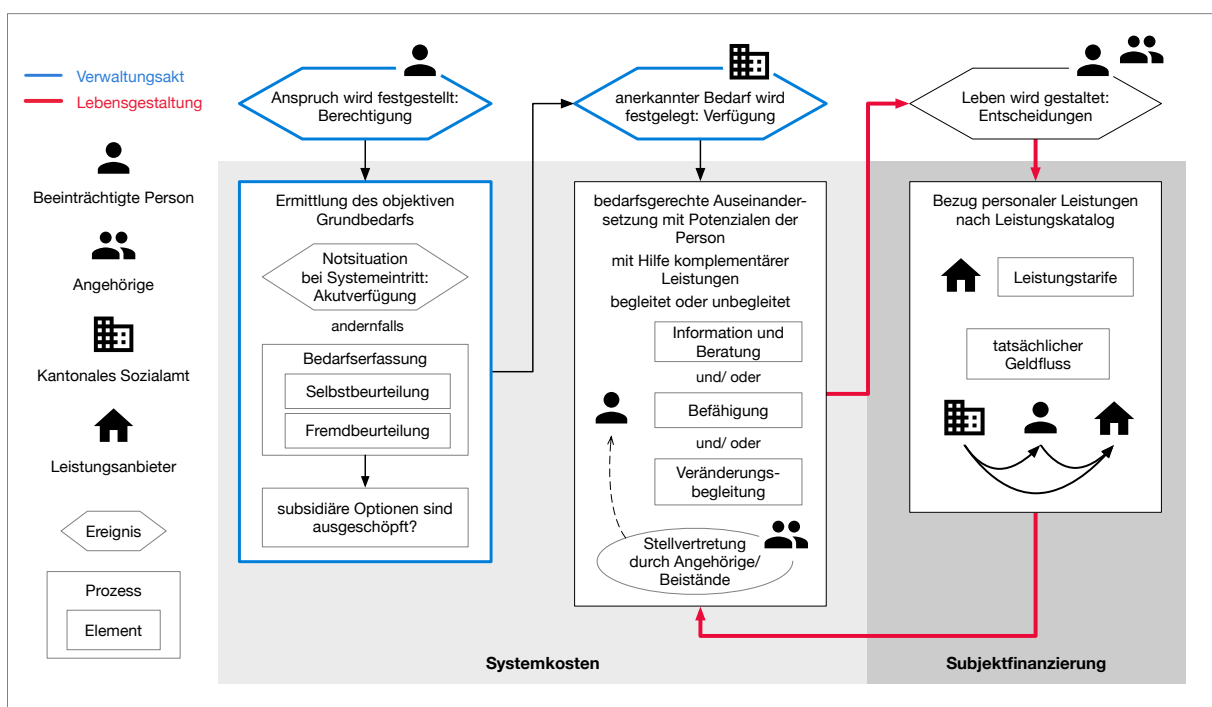 Verwaltungsakt
Lebensgestaltung
Beeinträchtigte Person
Angehörige
Kantonales Sozialamt
Leistungsanbieter
Ereignis
Prozess
Element
Anspruch wird festgestellt:
Berechtigung
Ermittlung des objektiven
Grundbedarfs
Notsituation
bei Systemeintritt:
Akutverfügung
andernfalls
Bedarfserfassung
Selbstbeurteilung
Fremdbeurteilung
subsidiäre Optionen sind
ausgeschöpft?
anerkannter Bedarf wird
festgelegt: Verfügung
bedarfsgerechte Auseinander-
setzung mit Potenzialen der
Person
mit Hilfe komplementärer
Leistungen
begleitet oder unbegleitet
Information und
Beratung
und/ oder
Befähigung
und/ oder
Veränderungs-
begleitung
Stellvertretung
durch Angehörige/
Beistände
Leben wird gestaltet:
Entscheidungen
Bezug personaler Leistungen
nach Leistungskatalog
Leistungstarife
tatsächlicher
Geldfluss
Systemkosten
Subjektfinanzierung